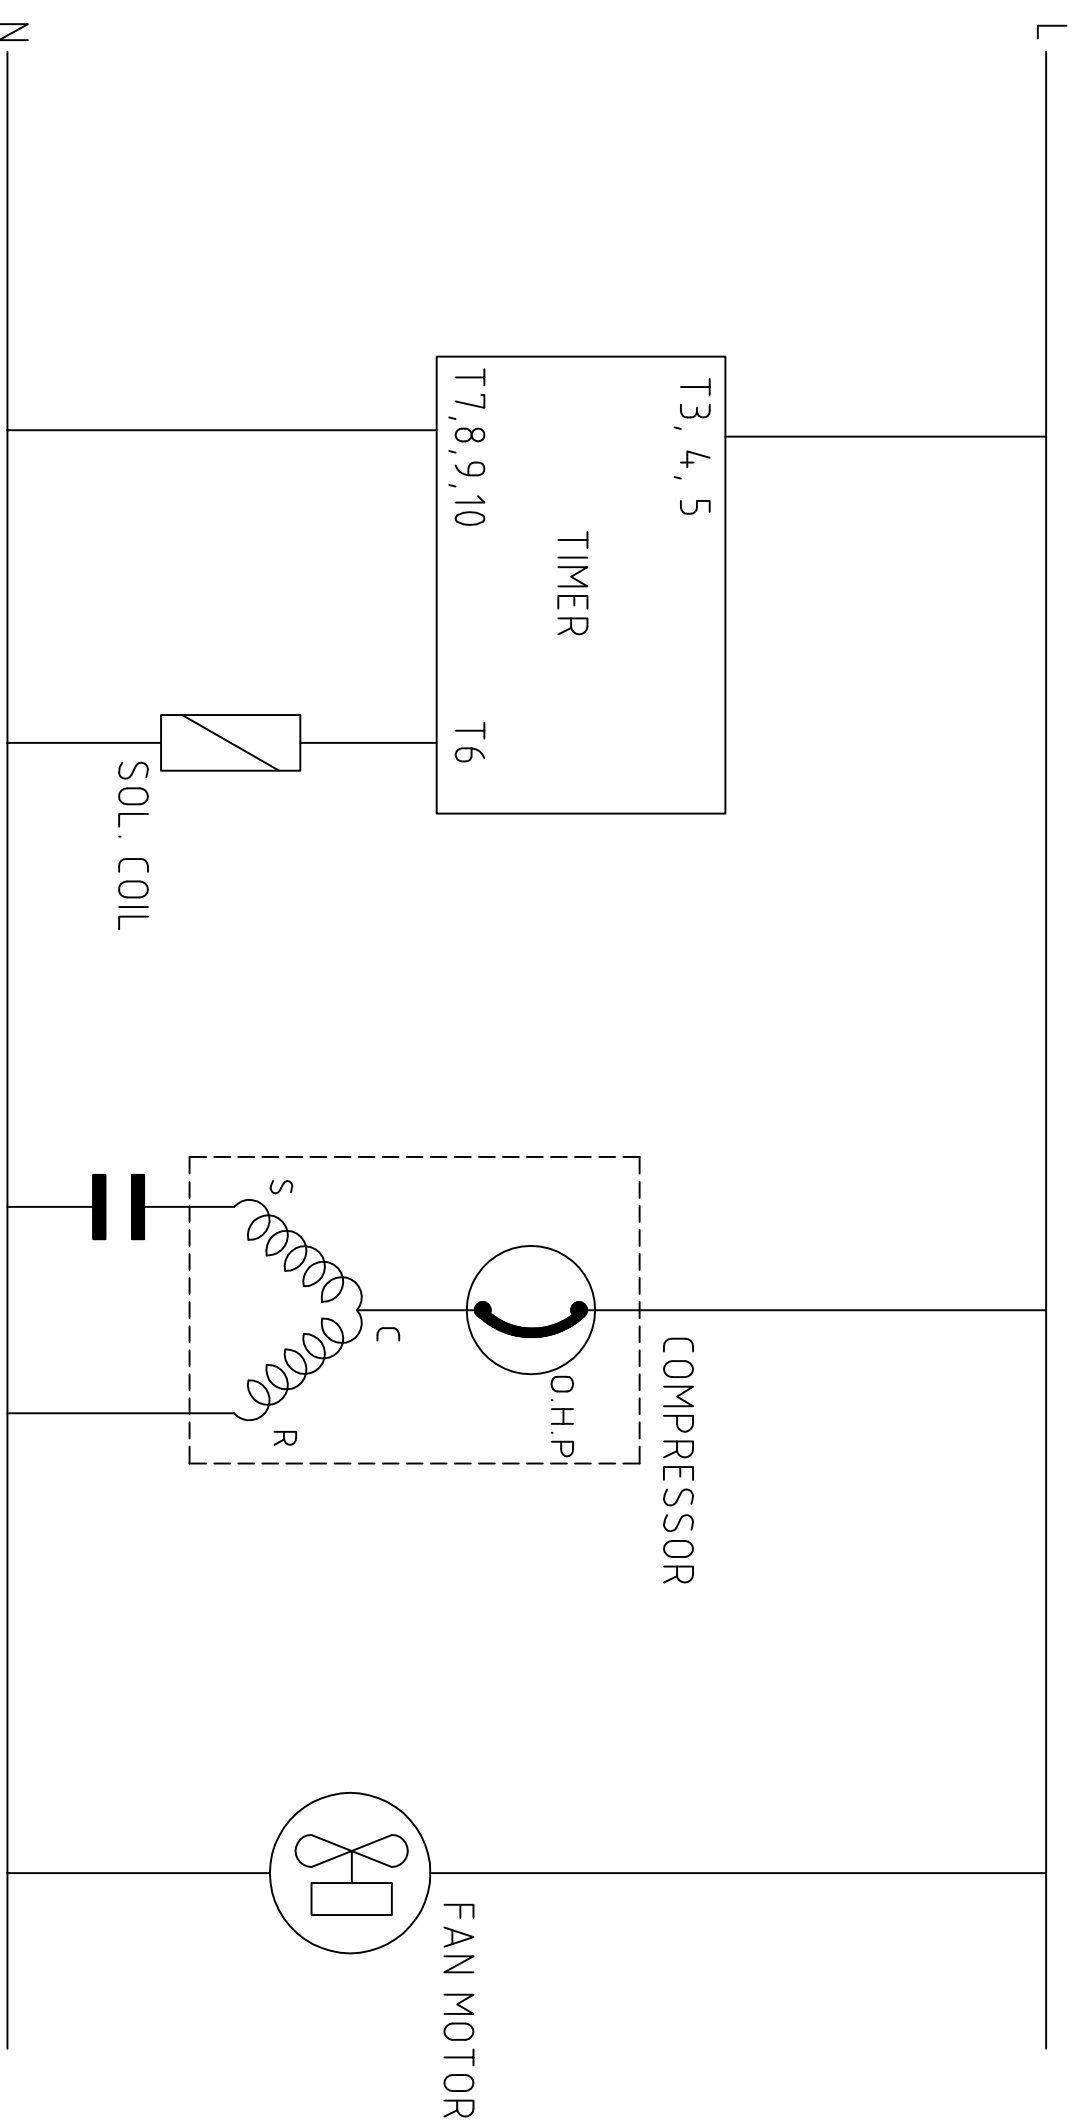 L
N
T3, 4, 5
TIMER
T7,8,9,10
T6
SOL. COIL
COMPRESSOR
O.H.P
C
S
R
FAN MOTOR